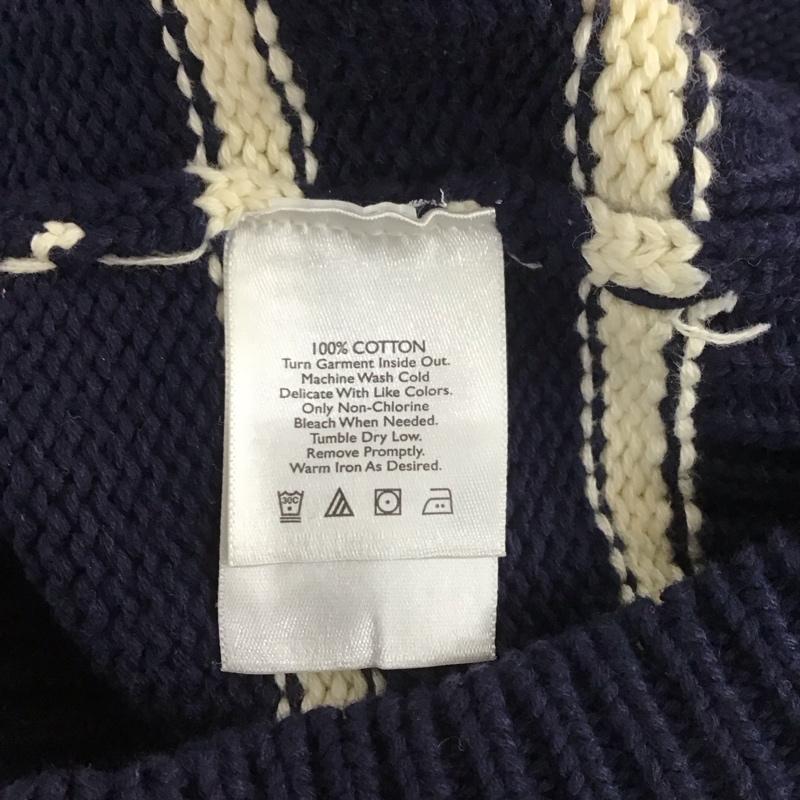 100% COTTON
Turn Garment Inside Out.
Machine Wash Cold
Delicate With Like Colors.
Only Non-Chlorine
Bleach When Needed.
Tumble Dry Low.
Remove Promptly.
Warm Iron As Desired.
30C